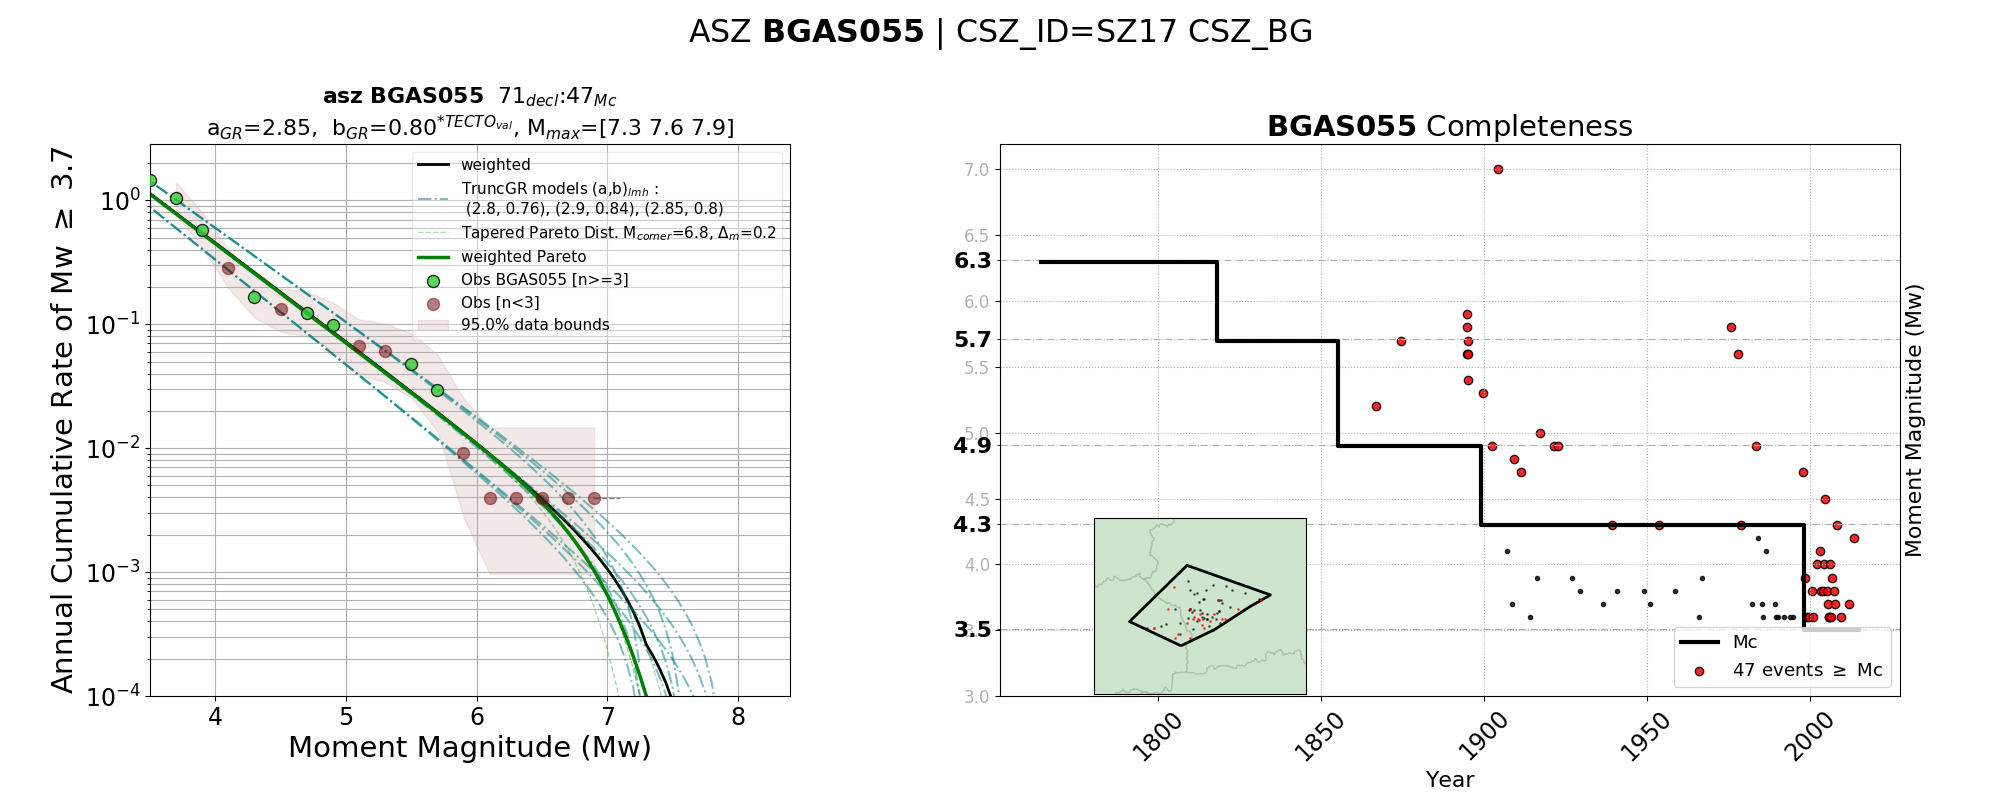 ASZ BGAS055 | CSZ_ID=SZ17 CSZ_BG
asz BGAS055 71decl:47Mc
aGR=2.85, bGR=0.80*TECTOval, Mmax=[7.3 7.6 7.9]
Annual Cumulative Rate of Mw ≥ 3.7
10^0
10^−1
10^−2
10^−3
10^−4
weighted
TruncGR models (a,b)lmh :
(2.8, 0.76), (2.9, 0.84), (2.85, 0.8)
Tapered Pareto Dist. Mcorner=6.8, Δm=0.2
weighted Pareto
Obs BGAS055 [n>=3]
Obs [n<3]
95.0% data bounds
4 5 6 7 8
Moment Magnitude (Mw)
BGAS055 Completeness
7.0
6.5
6.3
6.0
5.7
5.5
5.0
4.9
4.5
4.3
4.0
3.5
3.5
3.0
Moment Magnitude (Mw)
Mc
47 events ≥ Mc
1800 1850 1900 1950 2000
Year